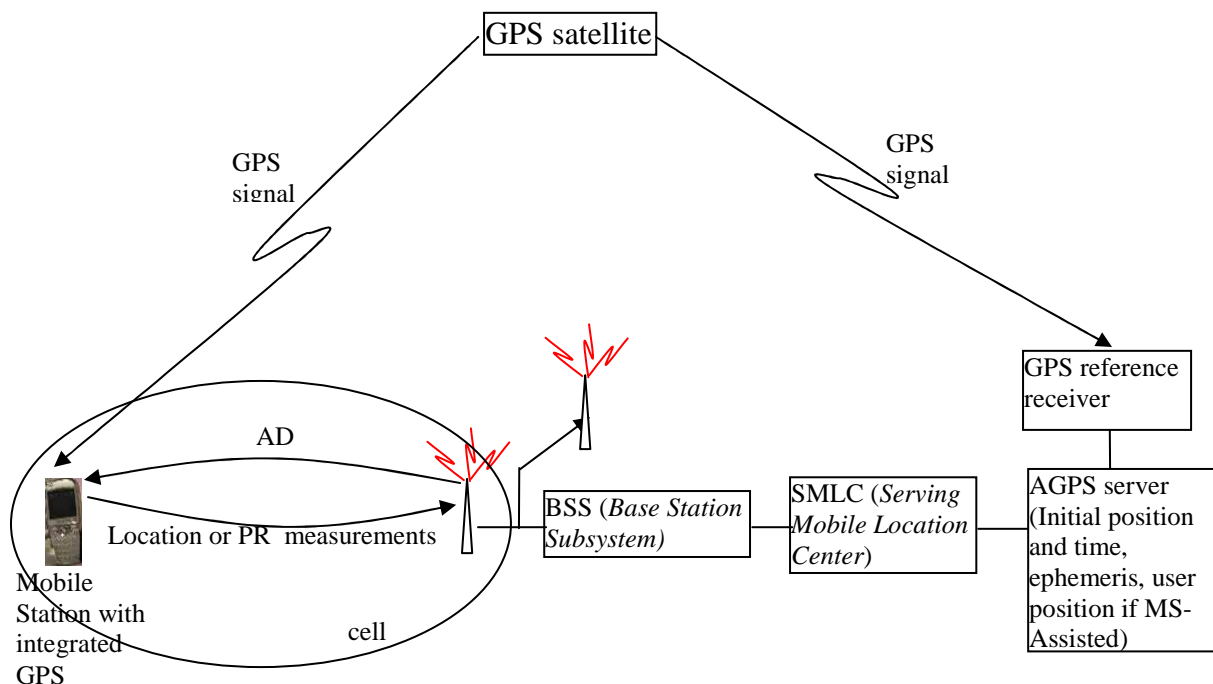 GPS satellite
GPS
signal
GPS
signal
GPS reference
receiver
AD
Location or PR measurements
Mobile
Station with
integrated
GPS
cell
BSS (Base Station
Subsystem)
SMLC (Serving
Mobile Location
Center)
AGPS server
(Initial position
and time,
ephemeris, user
position if MS-
Assisted)